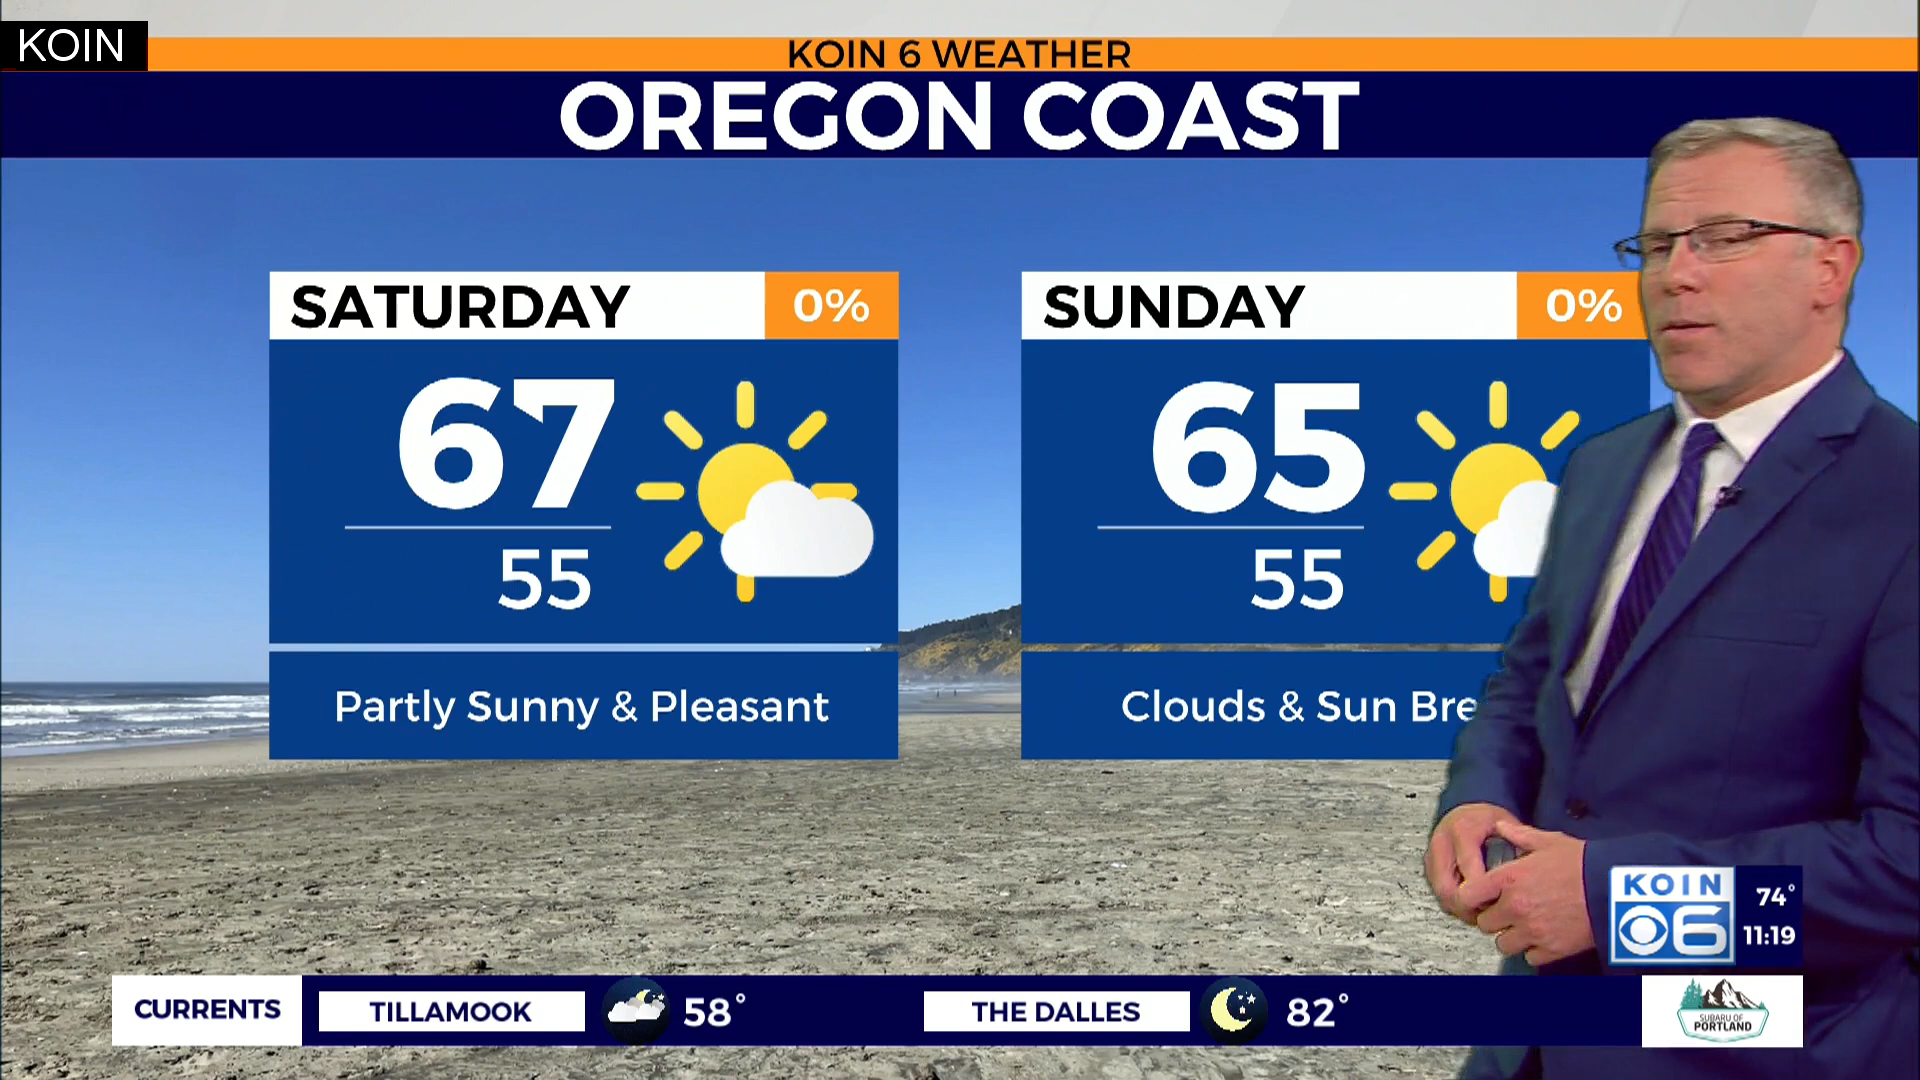 KOIN
KOIN 6 WEATHER
OREGON COAST
SATURDAY 0%
67
55
Partly Sunny & Pleasant
SUNDAY 0%
65
55
Clouds & Sun Bre
KOIN
6
74°
11:19
CURRENTS
TILLAMOOK 58°
THE DALLES 82°
SUBARU OF
PORTLAND